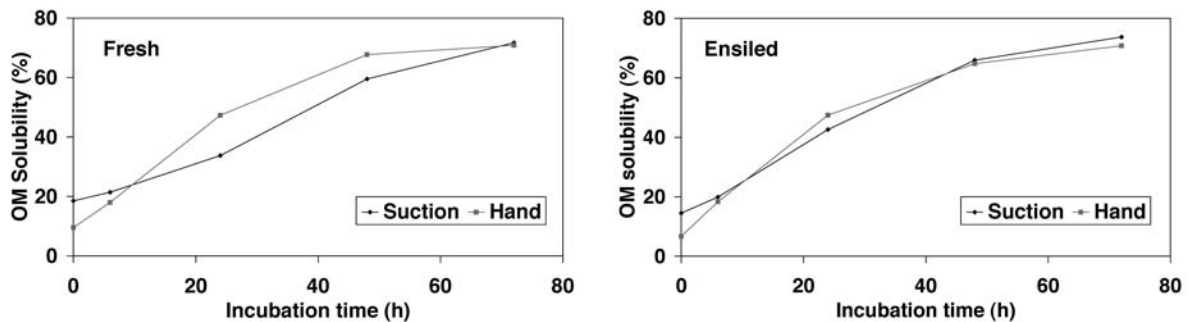 Fresh
OM Solubility (%)
80
60
40
20
0
Suction Hand
0 20 40 60 80
Incubation time (h)
Ensiled
OM solubility (%)
80
60
40
20
0
Suction Hand
0 20 40 60 80
Incubation time (h)